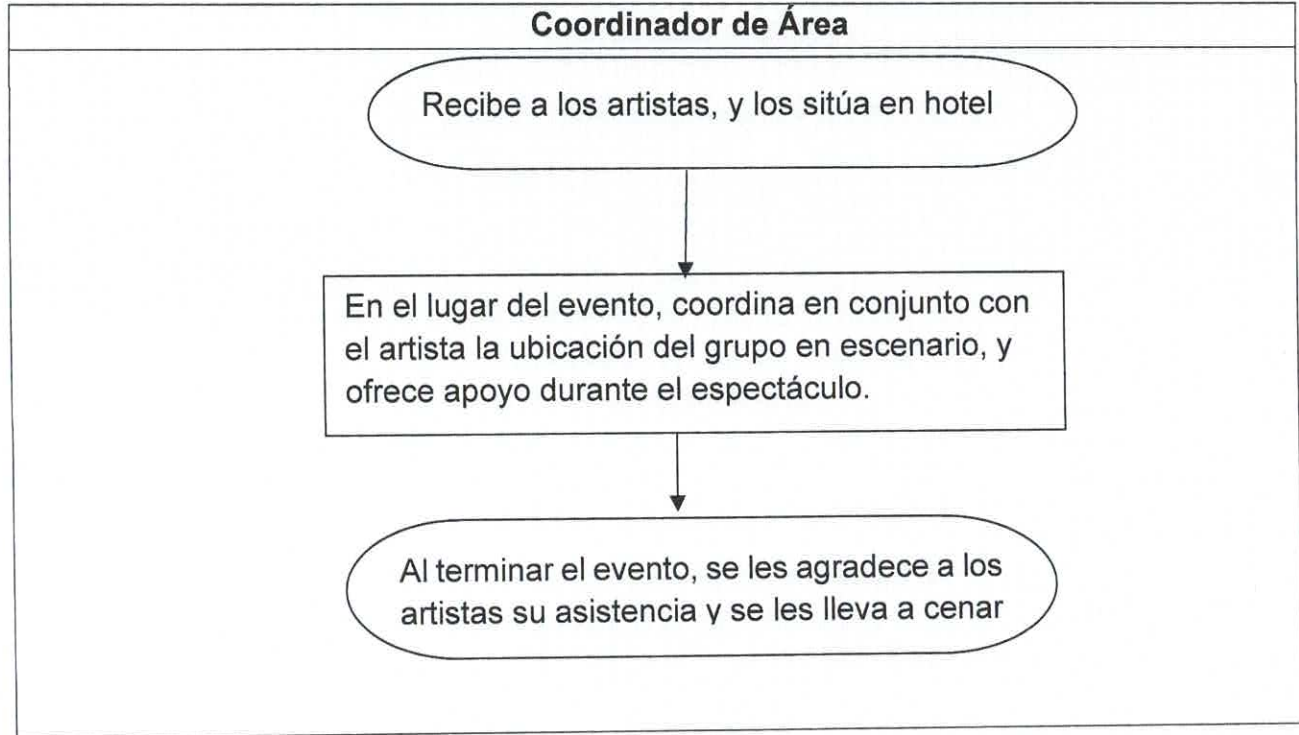 Coordinador de Área
Recibe a los artistas, y los sitúa en hotel
En el lugar del evento, coordina en conjunto con
el artista la ubicación del grupo en escenario, y
ofrece apoyo durante el espectáculo.
Al terminar el evento, se les agradece a los
artistas su asistencia y se les lleva a cenar